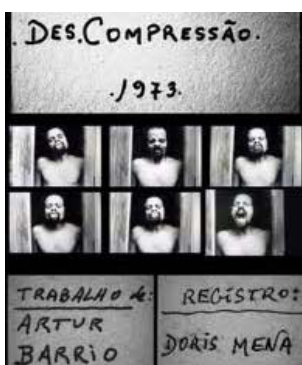 . DES.COMPRESSÃO.
.1973.
TRABALHO de:
ARTUR
BARRIO
REGISTRO:
DORIS MENA